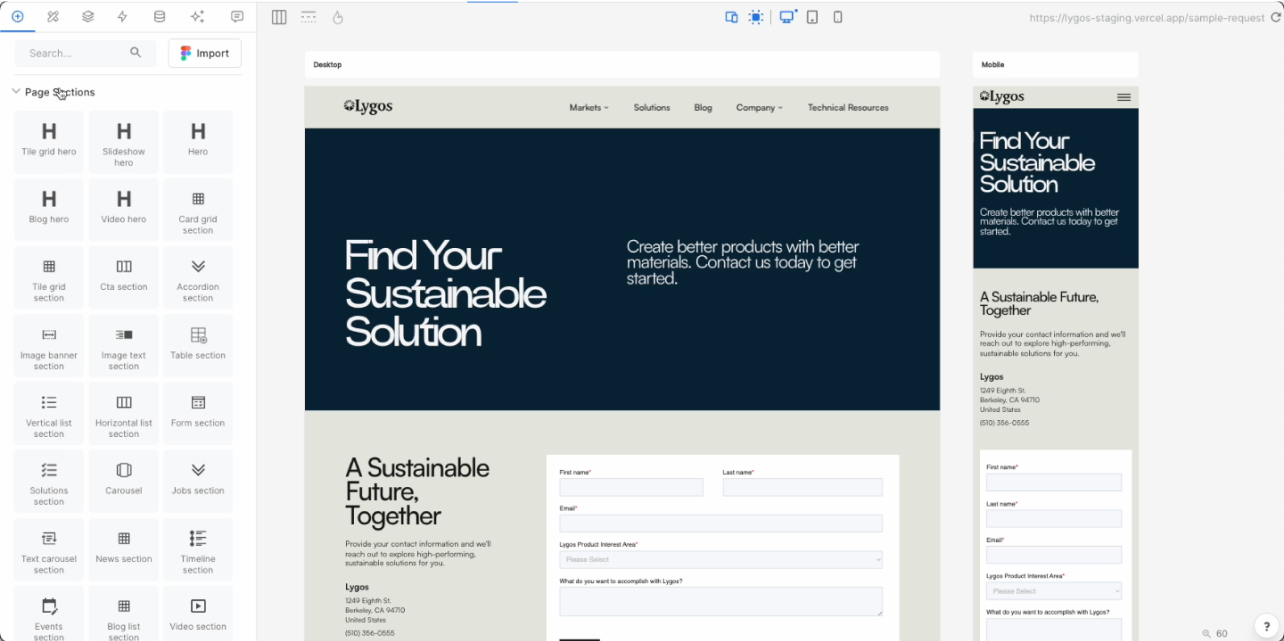 https://lygos-staging.vercel.app/sample-request
Search...
Import
Page Sections
Tile grid hero
Slideshow
hero
Hero
Blog hero
Video hero
Card grid
section
Tile grid
section
Cta section
Accordion
section
Image banner
section
Image text
section
Table section
Vertical list
section
Horizontal list
section
Form section
Solutions
section
Carousel
Jobs section
Text carousel
section
News section
Timeline
section
Events
section
Blog list
section
Video section
Desktop
Lygos
Markets
Solutions
Blog
Company
Technical Resources
Find Your
Sustainable
Solution
Create better products with better
materials. Contact us today to get
started.
A Sustainable
Future,
Together
Provide your contact information and we'll
reach out to explore high-performing,
sustainable solutions for you.
Lygos
1249 Eighth St.
Berkeley, CA 94710
United States
(510) 356-0555
First name*
Last name*
Email*
Lygos Product Interest Area*
Please Select
What do you want to accomplish with Lygos?
Mobile
Lygos
Find Your
Sustainable
Solution
Create better products with better
materials. Contact us today to get
started.
A Sustainable Future,
Together
Provide your contact information and we'll
reach out to explore high-performing,
sustainable solutions for you.
Lygos
1249 Eighth St.
Berkeley, CA 94710
United States
(510) 356-0555
First name*
Last name*
Email*
Lygos Product Interest Area*
Please Select
What do you want to accomplish with Lygos?
60
?